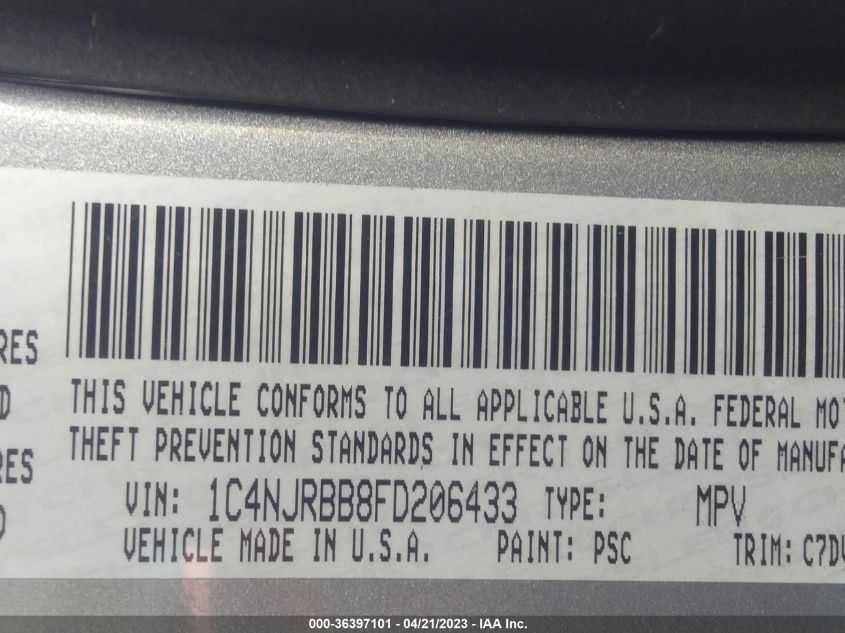 RES
D
RES
D
THIS VEHICLE CONFORMS TO ALL APPLICABLE U.S.A. FEDERAL MO
THEFT PREVENTION STANDARDS IN EFFECT ON THE DATE OF MANUFA
VIN: 1C4NJRBB8FD206433 TYPE: MPV
VEHICLE MADE IN U.S.A. PAINT: PSC TRIM: C7D
000-36397101 - 04/21/2023 - IAA Inc.